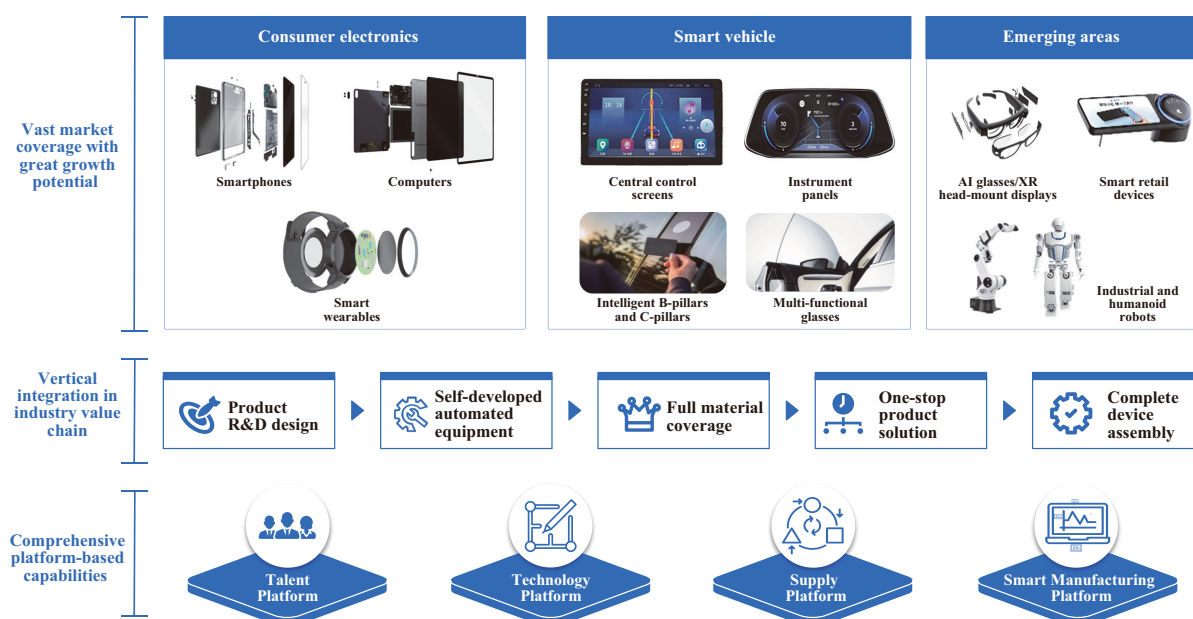 Vast market
coverage with
great growth
potential
Consumer electronics
Smartphones
Computers
Smart
wearables
Smart vehicle
Central control
screens
Instrument
panels
Intelligent B-pillars
and C-pillars
Multi-functional
glasses
Emerging areas
AI glasses/XR
head-mount displays
Smart retail
devices
Industrial and
humanoid
robots
Vertical
integration in
industry value
chain
Product
R&D design
Self-developed
automated
equipment
Full material
coverage
One-stop
product
solution
Complete
device
assembly
Comprehensive
platform-based
capabilities
Talent
Platform
Technology
Platform
Supply
Platform
Smart Manufacturing
Platform